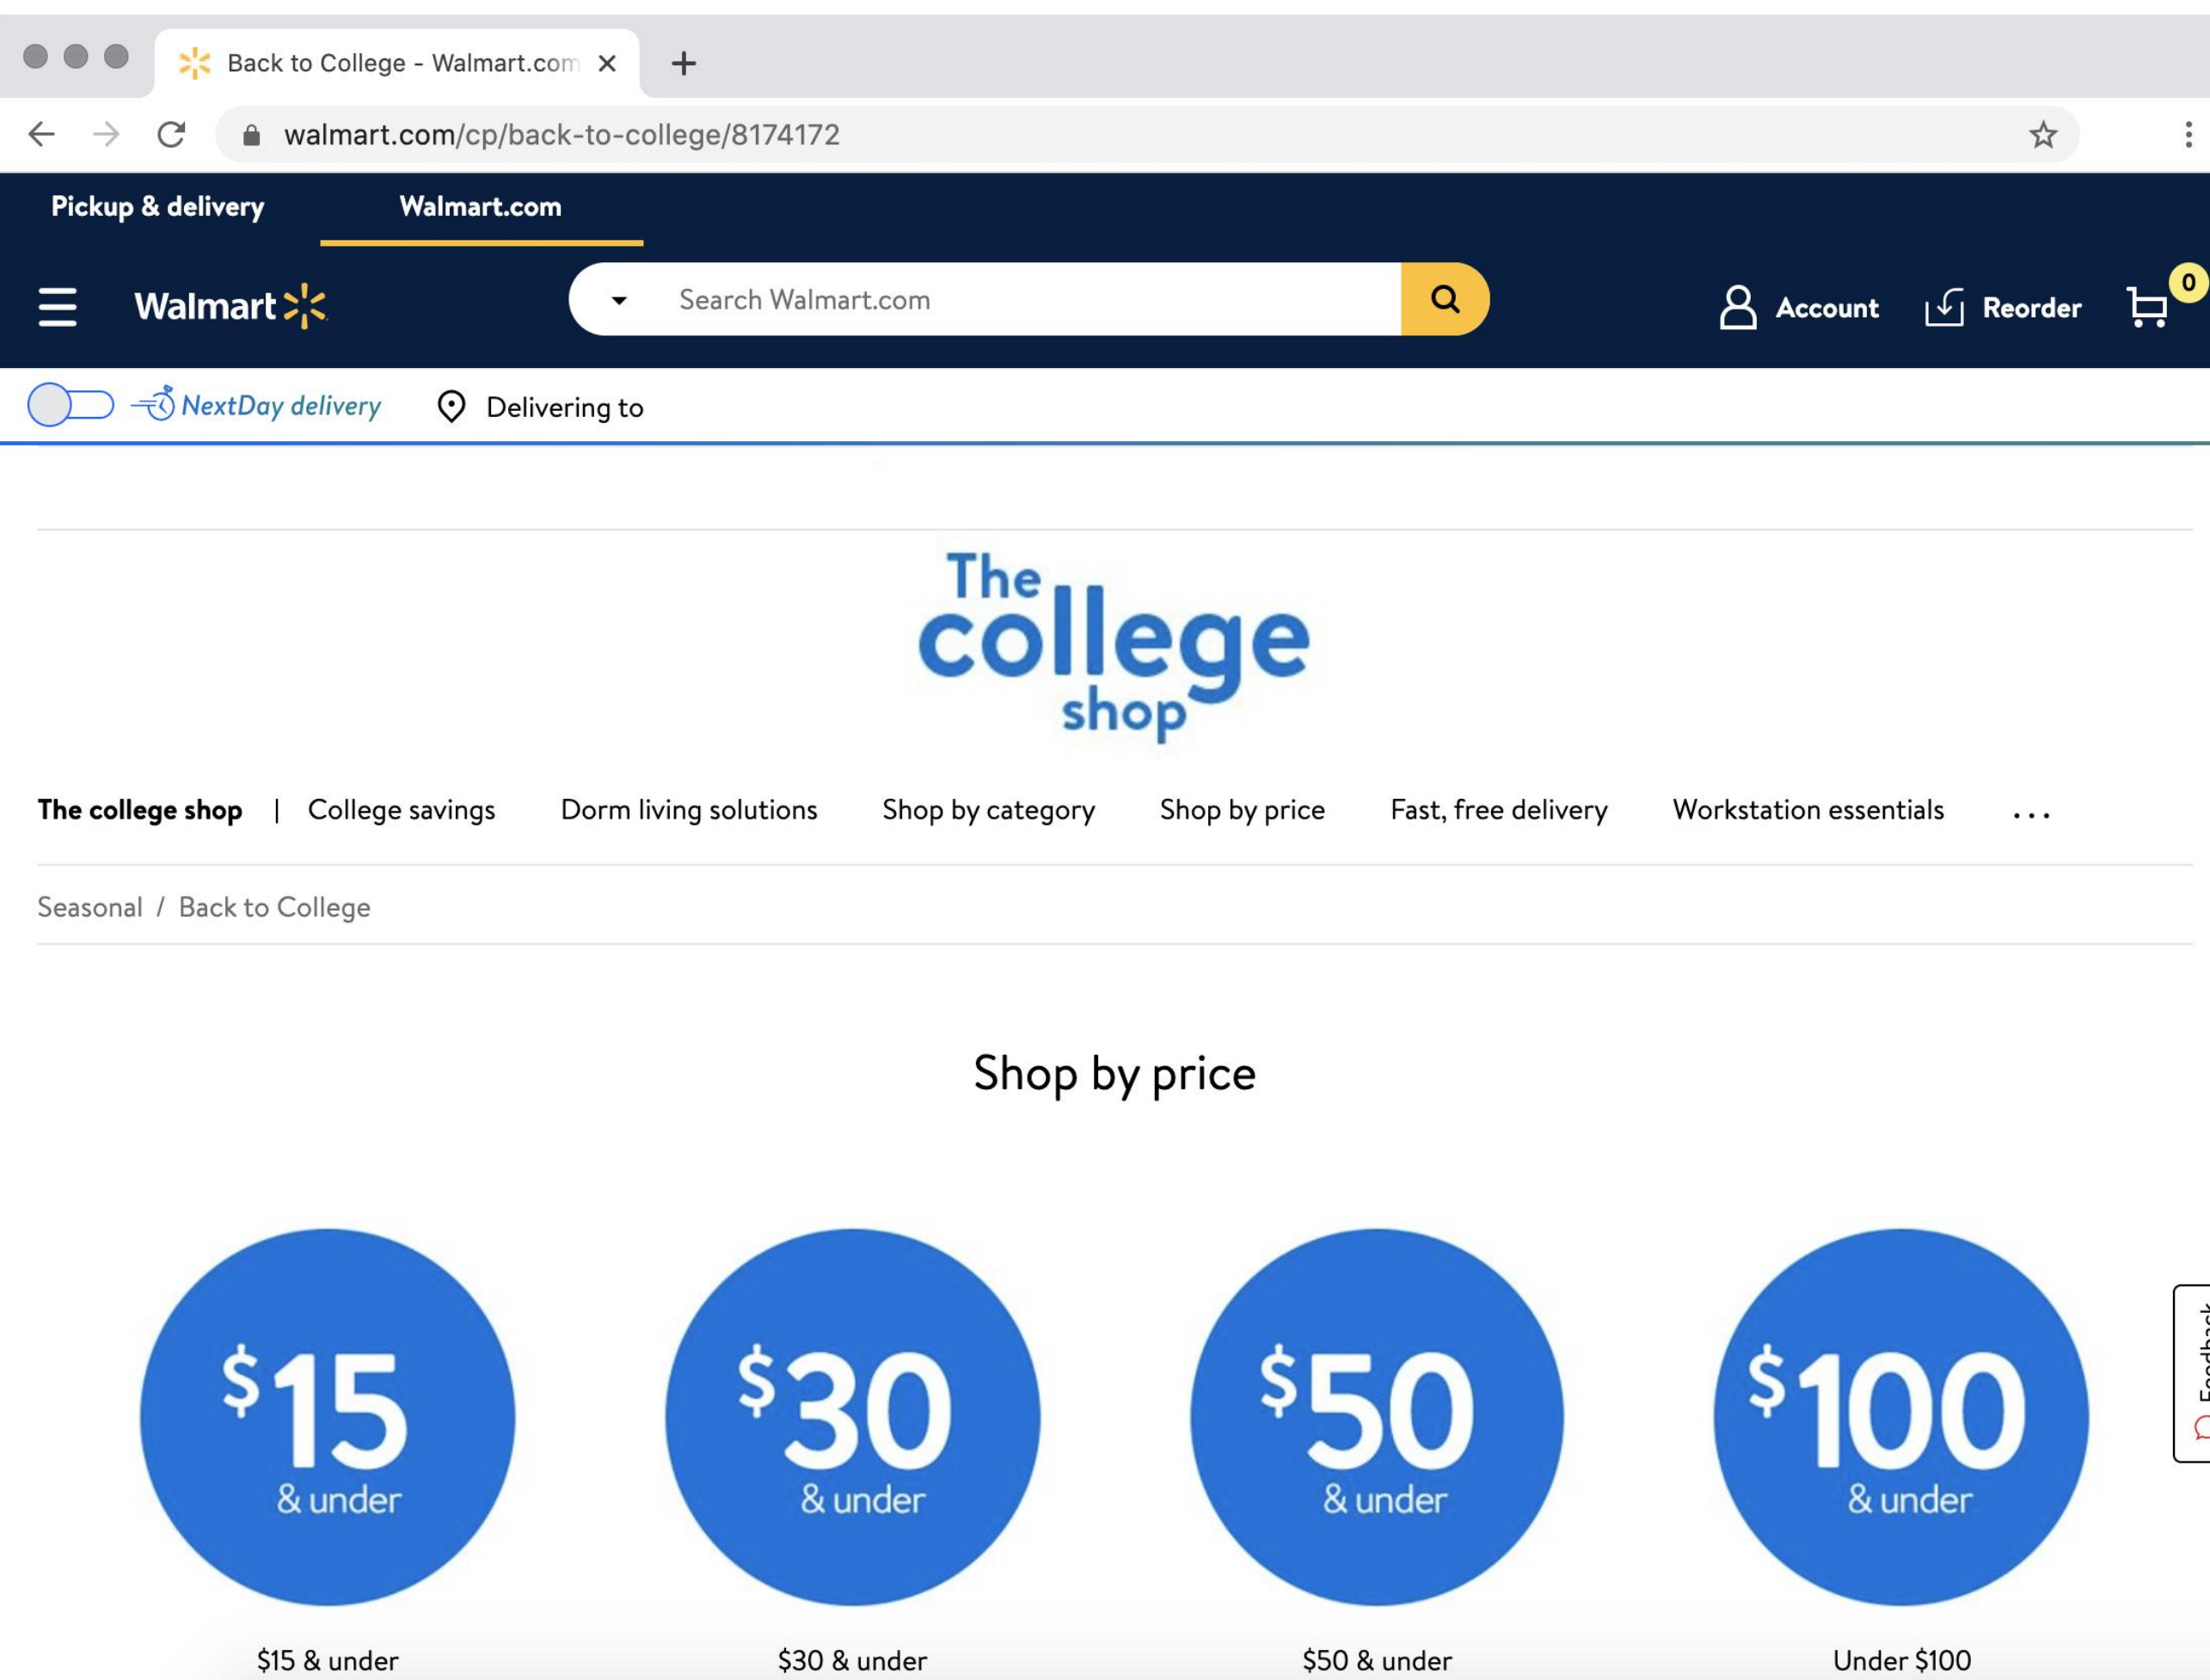 Back to College - Walmart.com
walmart.com/cp/back-to-college/8174172
Pickup & delivery Walmart.com
Walmart Search Walmart.com Account Reorder 0
NextDay delivery Delivering to
The
college
shop
The college shop | College savings Dorm living solutions Shop by category Shop by price Fast, free delivery Workstation essentials ...
Seasonal / Back to College
Shop by price
$15 $30 $50 $100
& under & under & under & under
Feedback
$15 & under $30 & under $50 & under Under $100